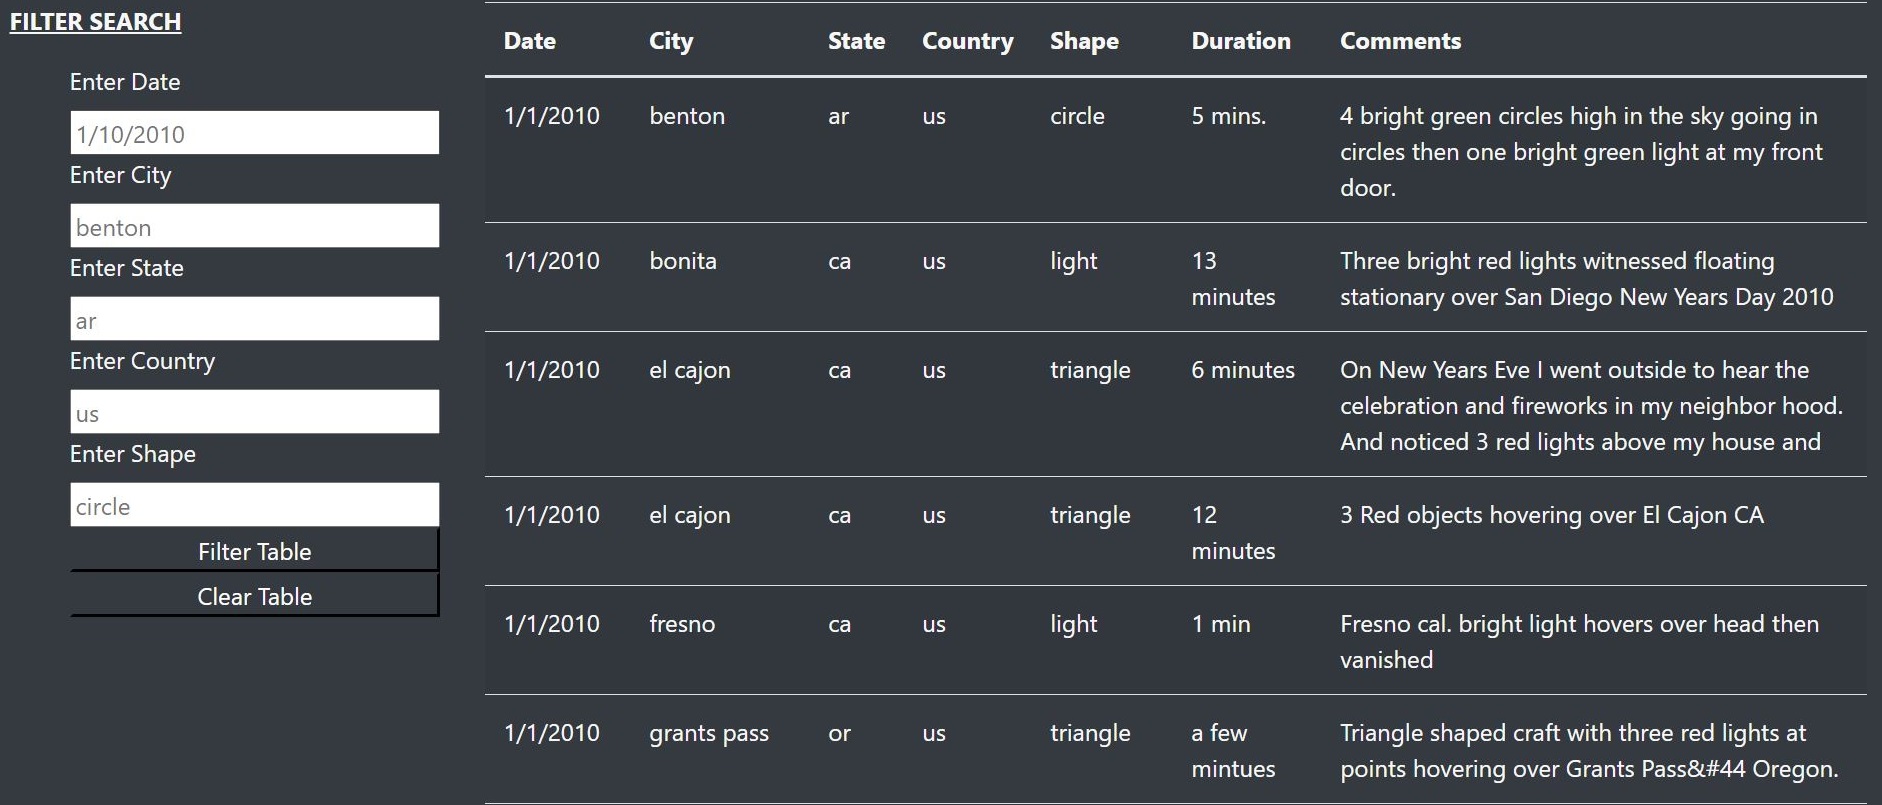 FILTER SEARCH
Enter Date
1/10/2010
Enter City
benton
Enter State
ar
Enter Country
us
Enter Shape
circle
Filter Table
Clear Table
Date City State Country Shape Duration Comments
1/1/2010 benton ar us circle 5 mins. 4 bright green circles high in the sky going in
circles then one bright green light at my front
door.
1/1/2010 bonita ca us light 13 Three bright red lights witnessed floating
minutes stationary over San Diego New Years Day 2010
1/1/2010 el cajon ca us triangle 6 minutes On New Years Eve I went outside to hear the
celebration and fireworks in my neighbor hood.
And noticed 3 red lights above my house and
1/1/2010 el cajon ca us triangle 12 3 Red objects hovering over El Cajon CA
minutes
1/1/2010 fresno ca us light 1 min Fresno cal. bright light hovers over head then
vanished
1/1/2010 grants pass or us triangle a few Triangle shaped craft with three red lights at
mintues points hovering over Grants Pass&#44 Oregon.